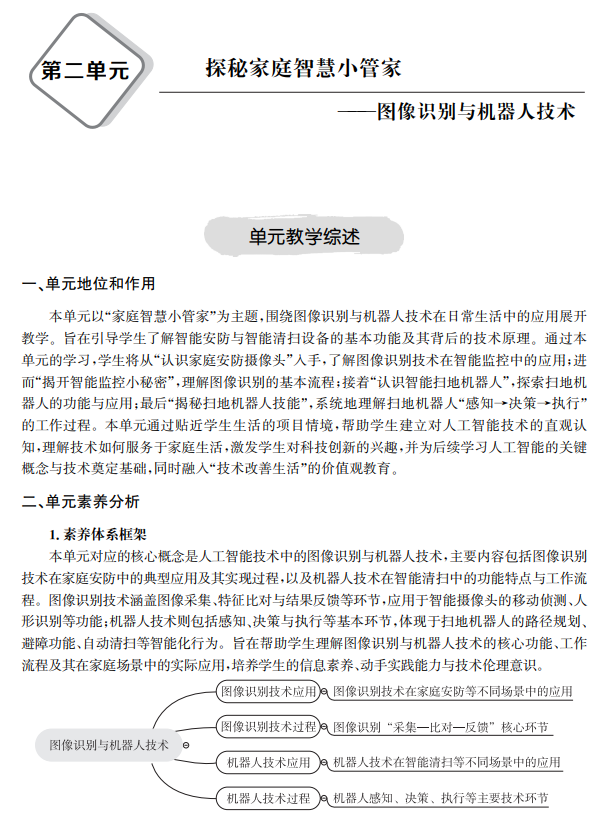 第二单元
探秘家庭智慧小管家
——图像识别与机器人技术
单元教学综述
一、单元地位和作用
本单元以“家庭智慧小管家”为主题,围绕图像识别与机器人技术在日常生活中的应用展开
教学。旨在引导学生了解智能安防与智能清扫设备的基本功能及其背后的技术原理。通过本
单元的学习,学生将从“认识家庭安防摄像头”入手,了解图像识别技术在智能监控中的应用;进
而“揭开智能监控小秘密”,理解图像识别的基本流程;接着“认识智能扫地机器人”,探索扫地机
器人的功能与应用;最后“揭秘扫地机器人技能”,系统地理解扫地机器人“感知→决策→执行”
的工作过程。本单元通过贴近学生生活的项目情境,帮助学生建立对人工智能技术的直观认
知,理解技术如何服务于家庭生活,激发学生对科技创新的兴趣,并为后续学习人工智能的关键
概念与技术奠定基础,同时融入“技术改善生活”的价值观教育。
二、单元素养分析
1. 素养体系框架
本单元对应的核心概念是人工智能技术中的图像识别与机器人技术,主要内容包括图像识别
技术在家庭安防中的典型应用及其实现过程,以及机器人技术在智能清扫中的功能特点与工作流
程。图像识别技术涵盖图像采集、特征比对与结果反馈等环节,应用于智能摄像头的移动侦测、人
形识别等功能;机器人技术则包括感知、决策与执行等基本环节,体现于扫地机器人的路径规划、
避障功能、自动清扫等智能化行为。旨在帮助学生理解图像识别与机器人技术的核心功能、工作
流程及其在家庭场景中的实际应用,培养学生的信息素养、动手实践能力与技术伦理意识。
图像识别与机器人技术
图像识别技术应用 图像识别技术在家庭安防等不同场景中的应用
图像识别技术过程 图像识别“采集—比对—反馈”核心环节
机器人技术应用 机器人技术在智能清扫等不同场景中的应用
机器人技术过程 机器人感知、决策、执行等主要技术环节